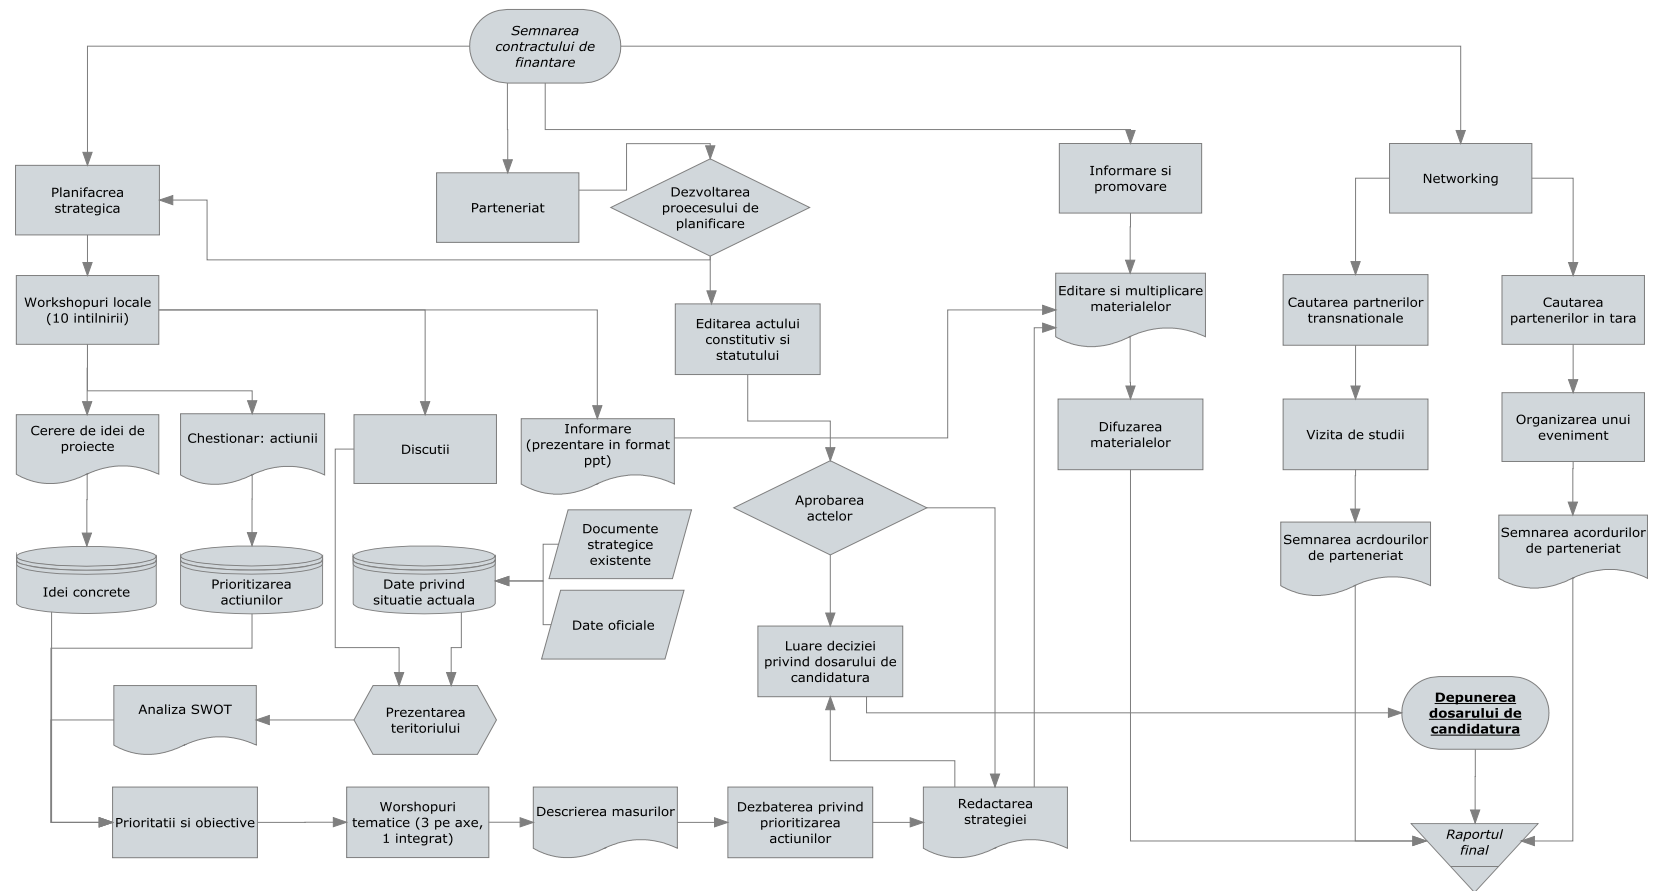 Semnarea
contractului de
finantare
Planifacrea
strategica
Parteneriat
Dezvoltarea
proecesului de
planificare
Informare si
promovare
Networking
Workshopuri locale
(10 intilnirii)
Editarea actului
constitutiv si
statutului
Editare si multiplicare
materialelor
Cautarea partnerilor
transnationale
Cautarea
partenerilor in tara
Cerere de idei de
proiecte
Chestionar: actiunii
Discutii
Informare
(prezentare in format
ppt)
Difuzarea
materialelor
Vizita de studii
Organizarea unui
eveniment
Aprobarea
actelor
Documente
strategice
existente
Semnarea acrdourilor
de parteneriat
Semnarea acordurilor
de parteneriat
Idei concrete
Prioritizarea
actiunilor
Date privind
situatie actuala
Date oficiale
Luare deciziei
privind dosarului de
candidatura
Analiza SWOT
Prezentarea
teritoriului
Depunerea
dosarului de
candidatura
Prioritatii si obiective
Worshopuri
tematice (3 pe axe,
1 integrat)
Descrierea masurilor
Dezbaterea privind
prioritizarea
actiunilor
Redactarea
strategiei
Raportul
final